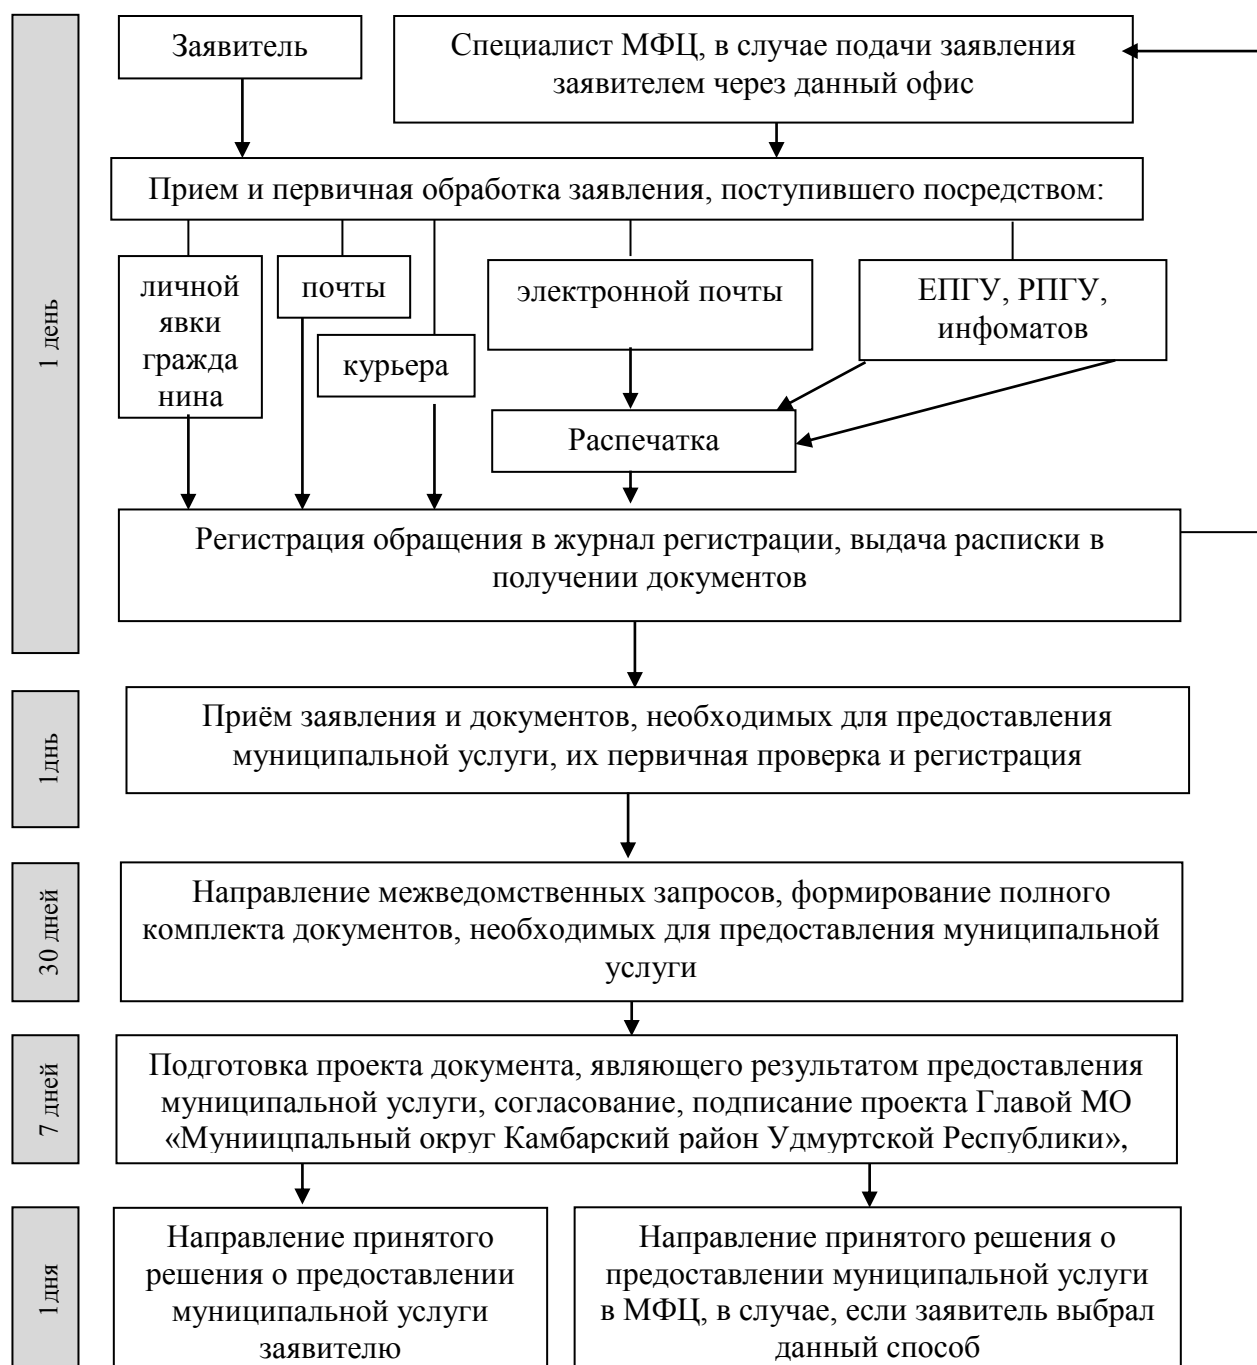 Заявитель
Специалист МФЦ, в случае подачи заявления
заявителем через данный офис
Прием и первичная обработка заявления, поступившего посредством:
личной
явки
гражда
нина
почты
курьера
электронной почты
ЕПГУ, РПГУ,
инфоматов
Распечатка
Регистрация обращения в журнал регистрации, выдача расписки в
получении документов
1 день
Приём заявления и документов, необходимых для предоставления
муниципальной услуги, их первичная проверка и регистрация
1днь
Направление межведомственных запросов, формирование полного
комплекта документов, необходимых для предоставления муниципальной
услуги
30 дней
Подготовка проекта документа, являющего результатом предоставления
муниципальной услуги, согласование, подписание проекта Главой МО
«Муниицпальный округ Камбарский район Удмуртской Республики»,
7 дней
Направление принятого
решения о предоставлении
муниципальной услуги
заявителю
Направление принятого решения о
предоставлении муниципальной услуги
в МФЦ, в случае, если заявитель выбрал
данный способ
1дня